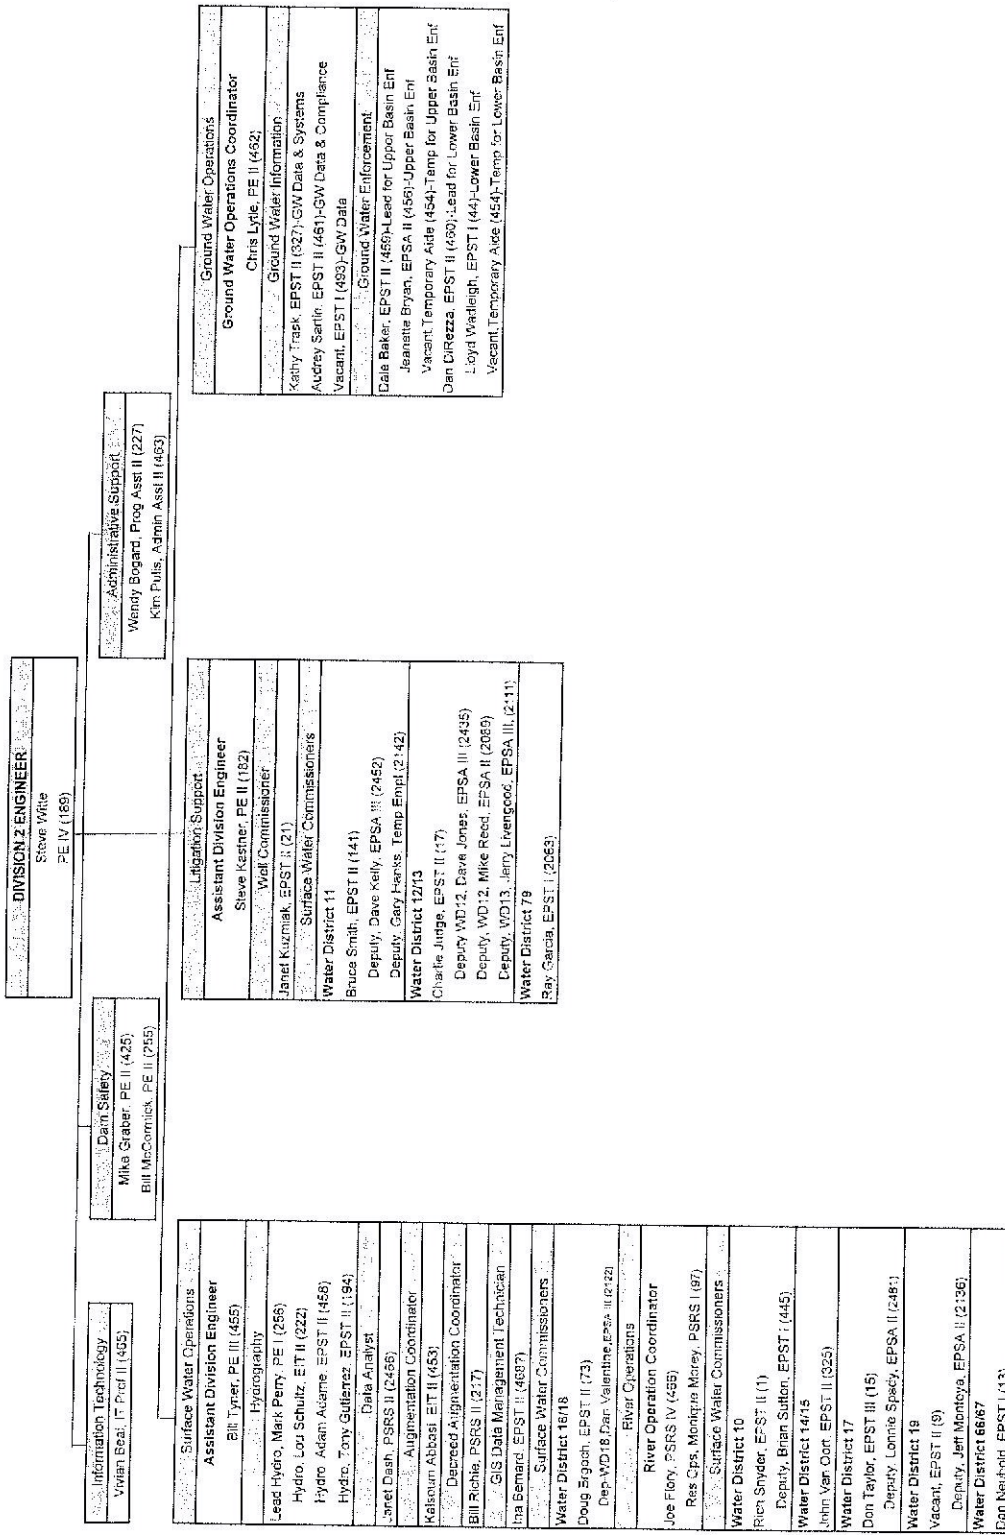 DIVISION 2 ENGINEER
Steve Witte
PE IV (189)
Information Technology
Vivian Beal, IT Prof II (465)
Dam Safety
Mike Graber, PE II (425)
Bill McCormick, PE II (255)
Administrative Support
Wendy Bogard, Prog Asst II (227)
Kim Pulis, Admin Asst II (463)
Surface Water Operations
Assistant Division Engineer
Bill Tyner, PE III (455)
Hydrography
Lead Hydro, Mark Perry, PE I (256)
Hydro, Lou Schultz, EIT II (222)
Hydro, Adam Adame, EPST II (458)
Hydro, Tony Gutierrez, EPST II (194)
Data Analyst
Janet Dash, PSRS II (2466)
Augmentation Coordinator
Kalsoum Abbasi, EIT II (453)
Decreed Augmentation Coordinator
Bill Richie, PSRS II (217)
GIS Data Management Technician
Ina Bernard, EPST II (4687)
Surface Water Commissioners
Water District 16/18
Doug Brgoch, EPST II (73)
Dep-WD18, Dan Valentine, EPSA III (2122)
River Operations
River Operation Coordinator
Joe Flory, PSRS IV (466)
Res Ops, Monique Morey, PSRS I (97)
Surface Water Commissioners
Water District 10
Rich Snyder, EPST II (1)
Deputy, Brian Sutton, EPST I (445)
Water District 14/15
John Van Oort, EPST II (325)
Water District 17
Don Taylor, EPST III (15)
Deputy, Lonnie Spady, EPSA II (2481)
Water District 19
Vacant, EPST II (9)
Deputy, Jeff Montoya, EPSA II (2136)
Water District 66/67
Dan Neuhold, EPST I (13)
Litigation Support
Assistant Division Engineer
Steve Kastner, PE II (182)
Well Commissioner
Janet Kuzmiak, EPST II (21)
Surface Water Commissioners
Water District 11
Bruce Smith, EPST II (141)
Deputy, Dave Kelly, EPSA III (2452)
Deputy, Gary Hanks, Temp Empl (2142)
Water District 12/13
Charlie Judge, EPST II (17)
Deputy WD12, Dave Jones, EPSA III (2435)
Deputy, WD12, Mike Reed, EPSA II (2089)
Deputy, WD13, Jerry Livengood, EPSA III, (2111)
Water District 79
Ray Garcia, EPST I (2063)
Ground Water Operations
Ground Water Operations Coordinator
Chris Lytle, PE II (462)
Ground Water Information
Kathy Trask, EPST II (327)-GW Data & Systems
Audrey Sartin, EPST II (461)-GW Data & Compliance
Vacant, EPST I (493)-GW Data
Ground Water Enforcement
Dale Baker, EPST II (459)-Lead for Upper Basin Enf
Jeanette Bryan, EPSA II (456)-Upper Basin Enf
Vacant, Temporary Aide (454)-Temp for Upper Basin Enf
Dan DiRezza, EPST II (460)-Lead for Lower Basin Enf
Lloyd Wadleigh, EPST I (44)-Lower Basin Enf
Vacant, Temporary Aide (454)-Temp for Lower Basin Enf